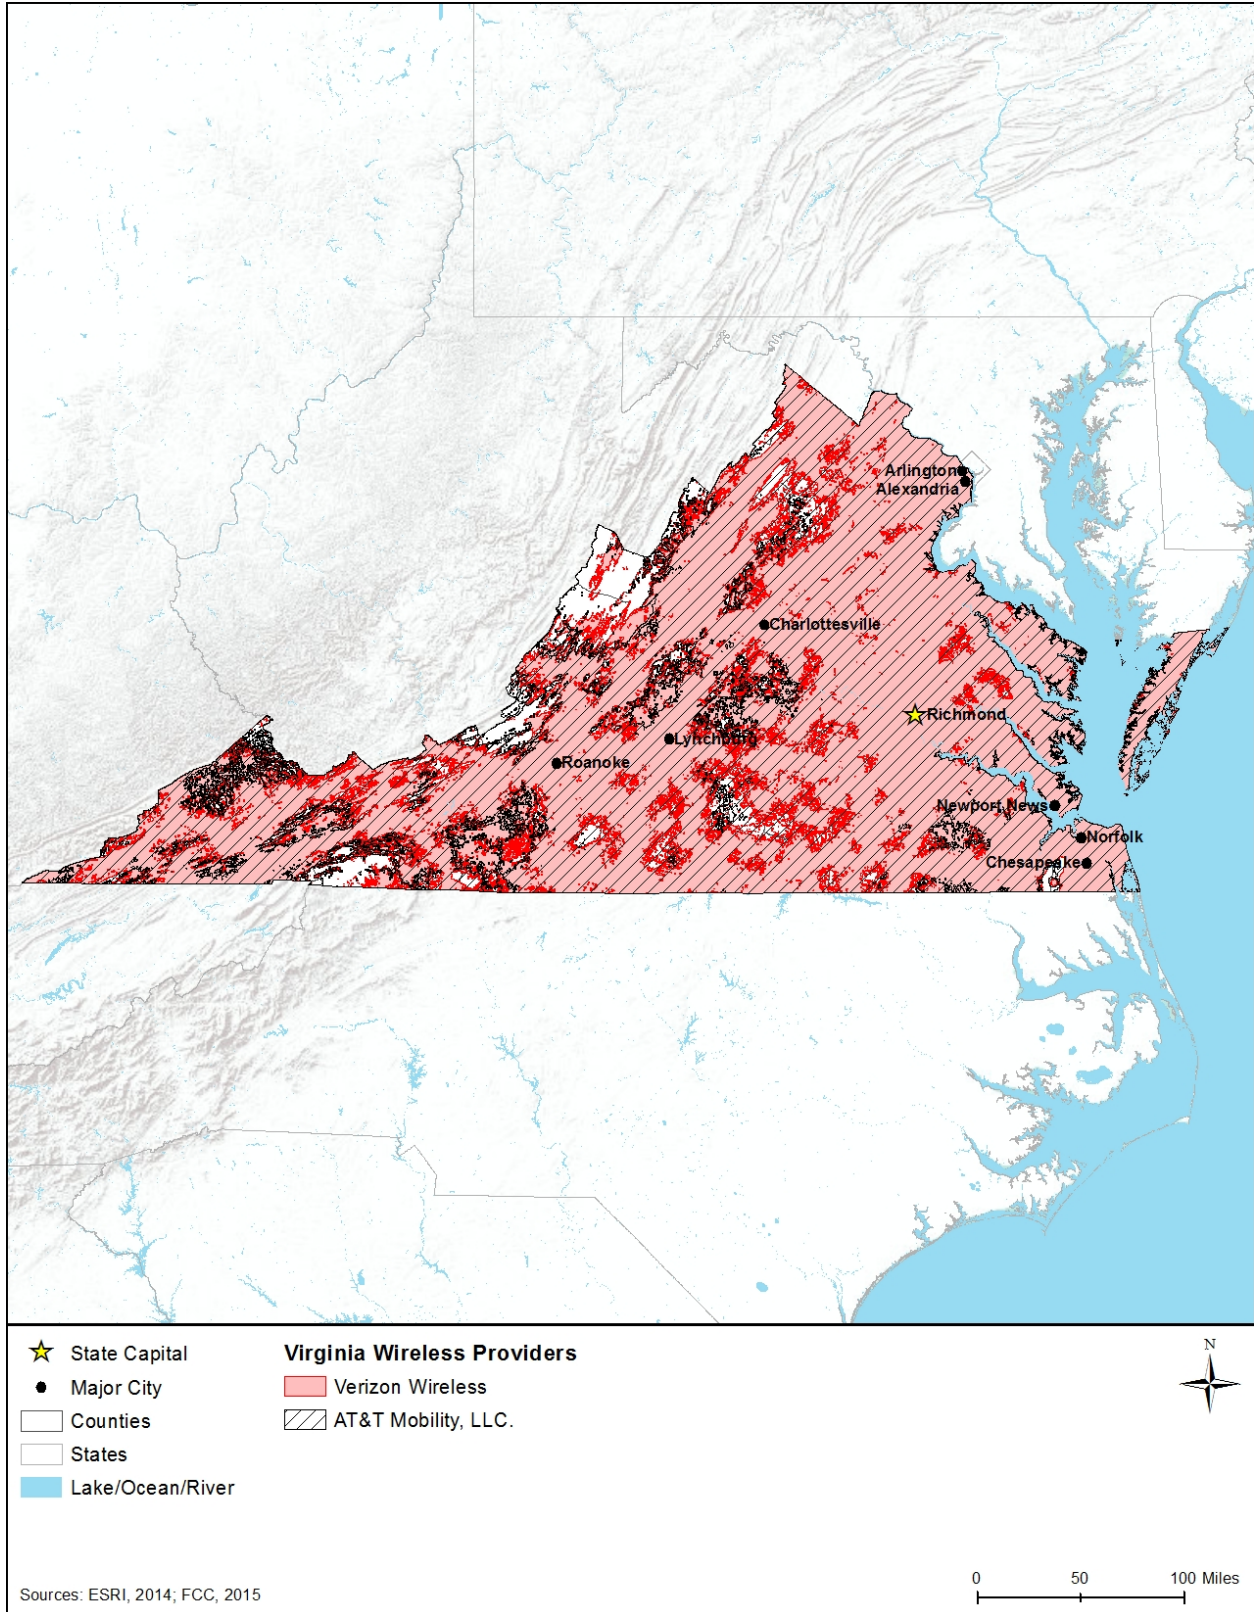 Arlington
Alexandria
Charlottesville
Richmond
Lynchburg
Roanoke
Newport News
Norfolk
Chesapeake
State Capital
Major City
Counties
States
Lake/Ocean/River
Virginia Wireless Providers
Verizon Wireless
AT&T Mobility, LLC.
N
Sources: ESRI, 2014; FCC, 2015
0 50 100 Miles